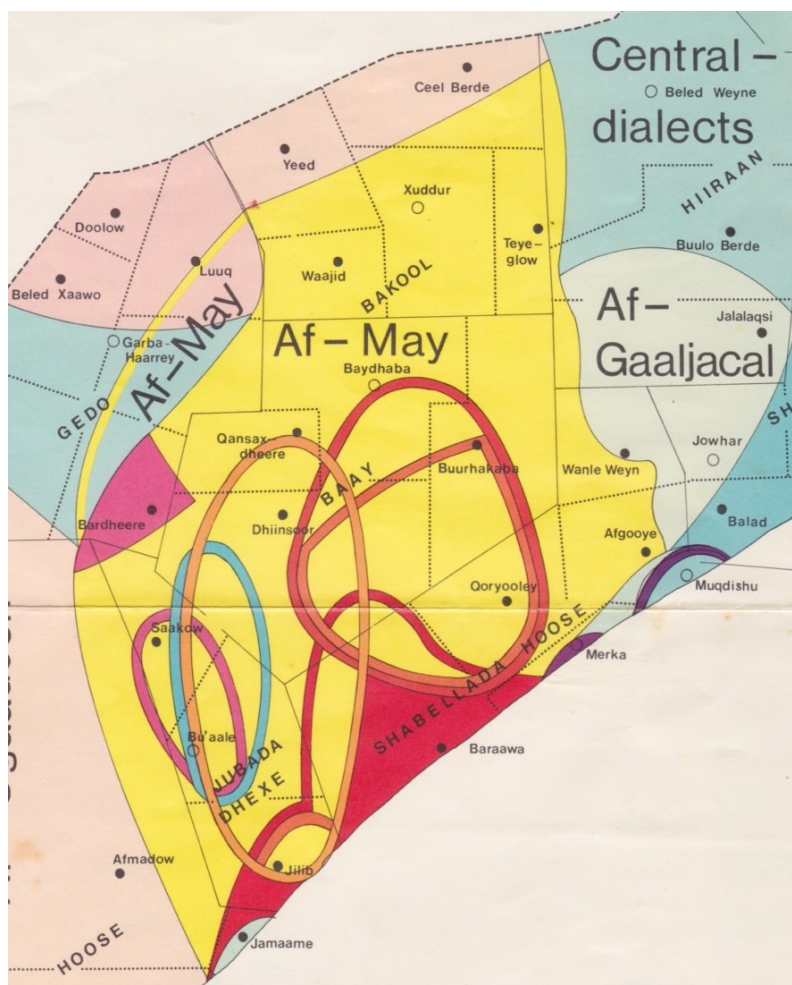 Central –
Beled Weyne
dialects
Ceel Berde
Yeed
HIIRAAN
Xuddur
Doolow
Teye –
glow
Buulo Berde
Luuq
Waajid
Beled Xaawo
BAKOOL
Af –
Gaaljacal
Jalalaqsi
Af – May
Garba -
Haarrey
Af – May
Baydhaba
GEDO
SH
Qansax
dheere
Jowhar
BAAY
Buurhakaba
Wanle Weyn
Bardheere
Dhiinsoor
Balad
Afgooye
Muqdishu
Qoryooley
Saakow
SHABELLADA HOOSE
Merka
Bu'aale
JUBADA
DHEXE
Baraawa
Afmadow
Jilib
HOOSE
Jamaame